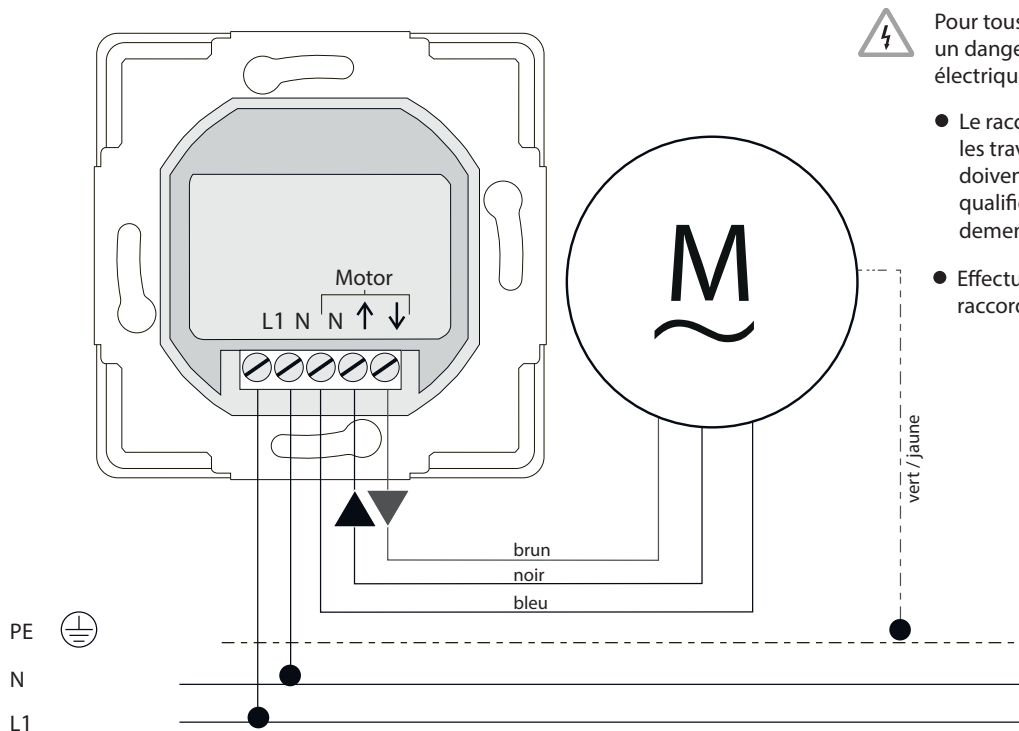 Pour tous
un dange
électriqu
● Le racc
les trav
doiven
qualifi
demen
● Effectu
raccord
Motor
L1 N N ↑ ↓
M
vert / jaune
brun
noir
bleu
PE
N
L1